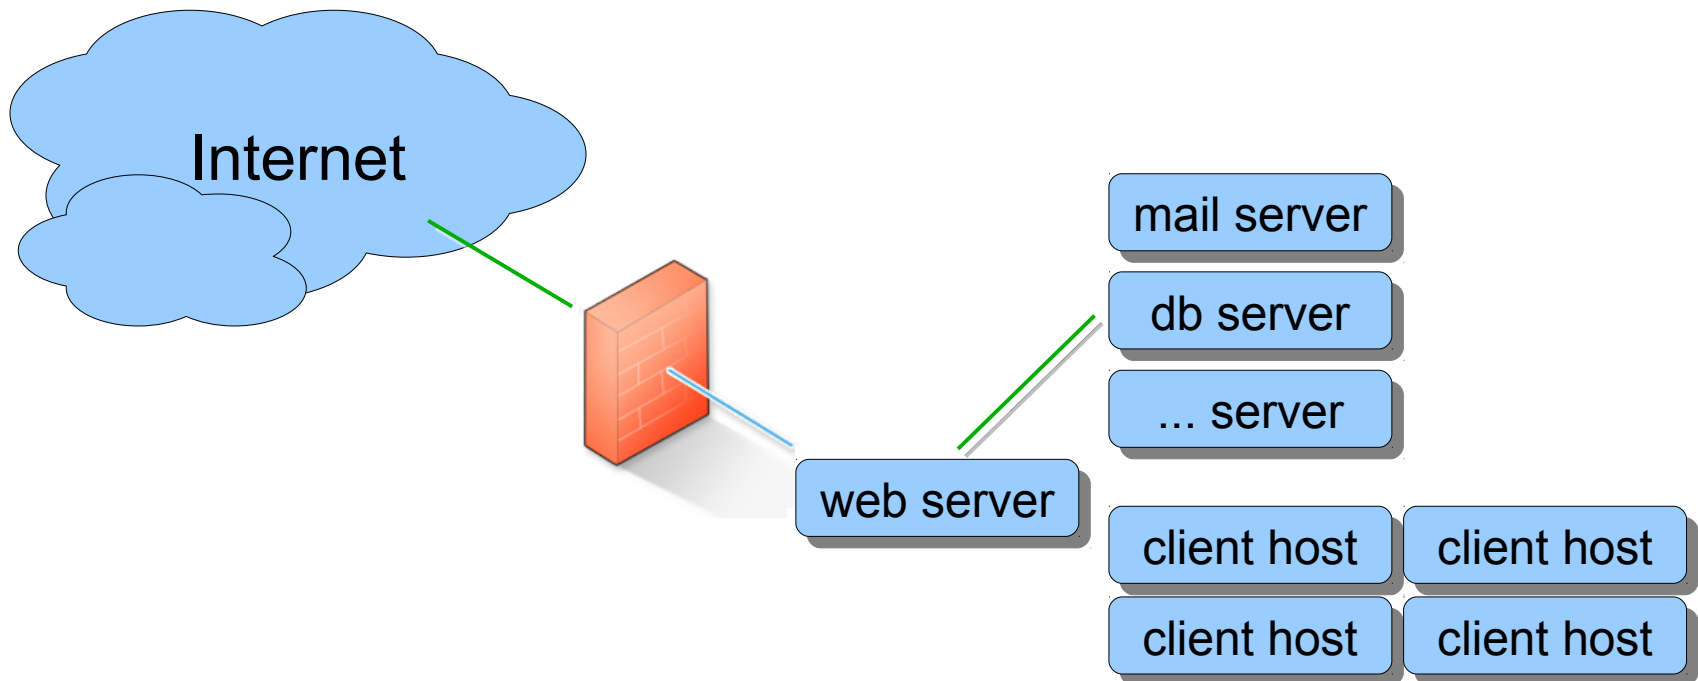 Internet
mail server
db server
... server
web server
client host client host
client host client host